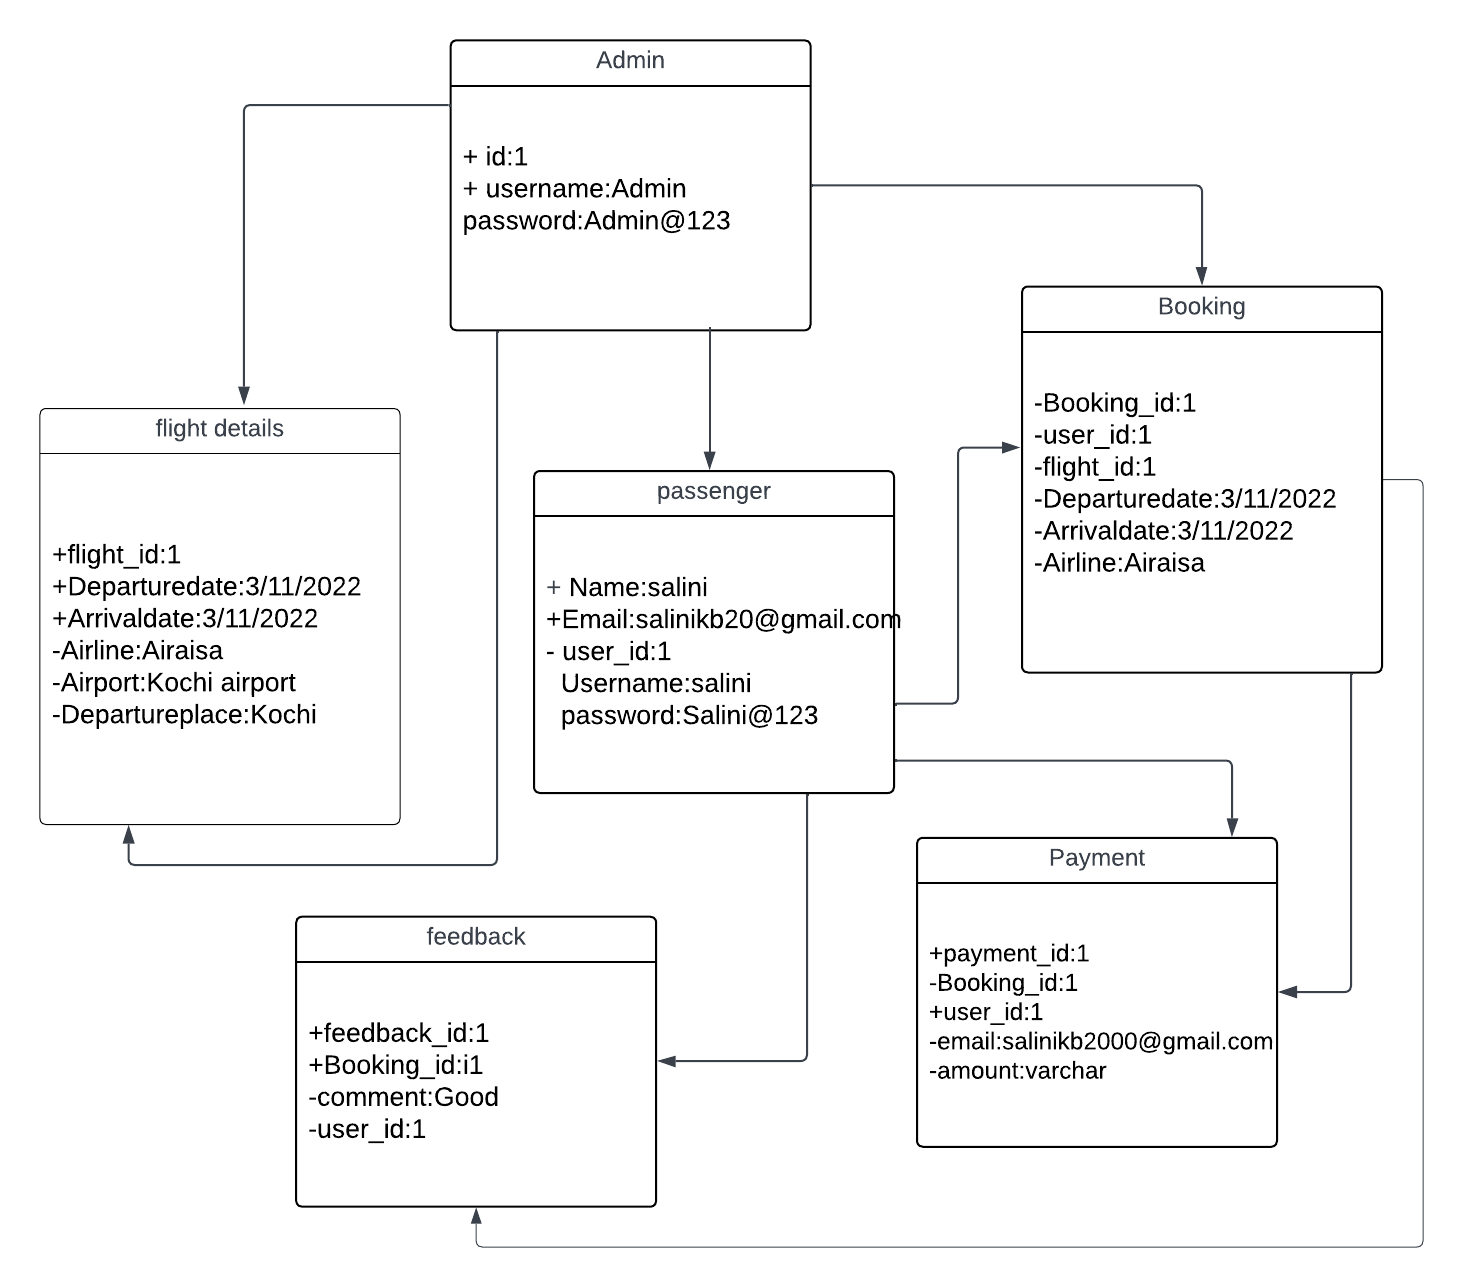 Admin
+ id:1
+ username:Admin
password:Admin@123
Booking
-Booking_id:1
-user_id:1
-flight_id:1
-Departuredate:3/11/2022
-Arrivaldate:3/11/2022
-Airline:Airaisa
flight details
+flight_id:1
+Departuredate:3/11/2022
+Arrivaldate:3/11/2022
-Airline:Airaisa
-Airport:Kochi airport
-Departureplace:Kochi
passenger
+ Name:salini
+Email:salinikb20@gmail.com
- user_id:1
Username:salini
password:Salini@123
Payment
+payment_id:1
-Booking_id:1
+user_id:1
-email:salinikb2000@gmail.com
-amount:varchar
feedback
+feedback_id:1
+Booking_id:i1
-comment:Good
-user_id:1